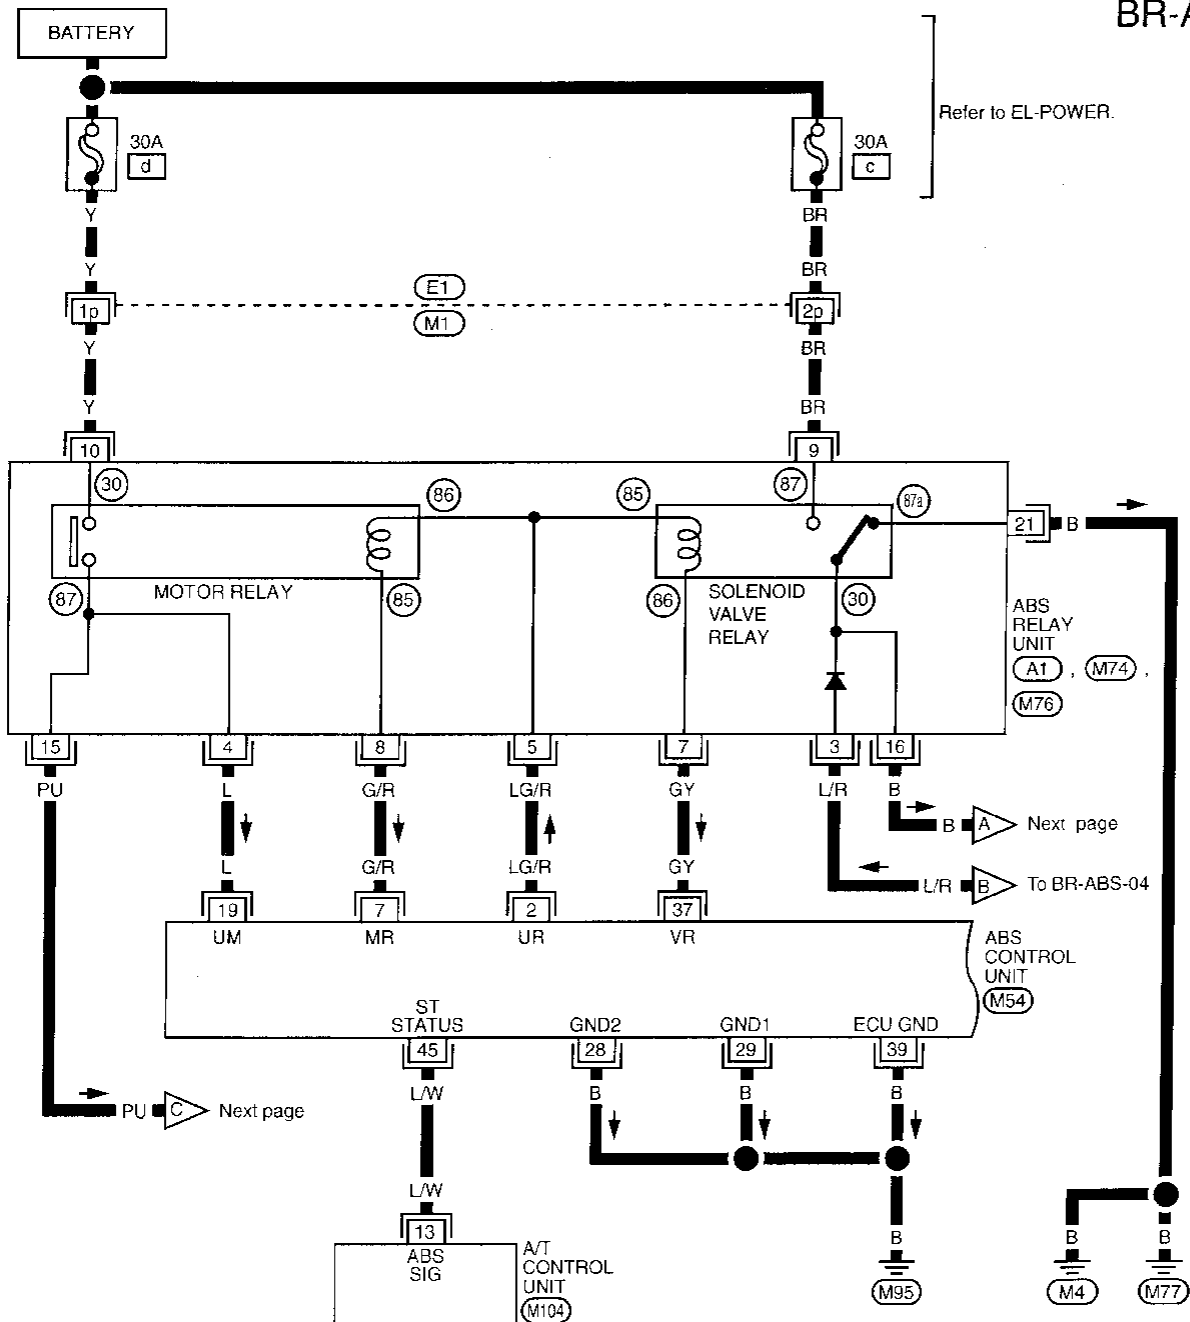 BR-A
BATTERY
Refer to EL-POWER.
30A
d
30A
c
Y
BR
Y
BR
E1
1p
2p
M1
Y
BR
Y
BR
10
9
30
86
85
87
87a
21
B
87
MOTOR RELAY
85
86
SOLENOID
VALVE
RELAY
30
ABS
RELAY
UNIT
A1 , M74 ,
M76
15
4
8
5
7
3
16
PU
L
G/R
LG/R
GY
L/R
B
B
A
Next page
L
G/R
LG/R
GY
L/R
B
To BR-ABS-04
19
7
2
37
UM
MR
UR
VR
ABS
CONTROL
UNIT
M54
ST
STATUS
GND2
GND1
ECU GND
45
28
29
39
L/W
B
B
B
PU
C
Next page
L/W
13
ABS
SIG
A/T
CONTROL
UNIT
M104
B
B
B
M95
M4
M77